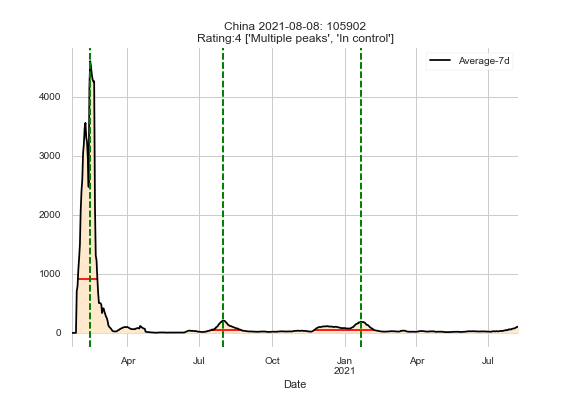 China 2021-08-08: 105902
Rating:4 ['Multiple peaks', 'In control']
Average-7d
4000
3000
2000
1000
0
Apr
Jul
Oct
Jan
2021
Apr
Jul
Date